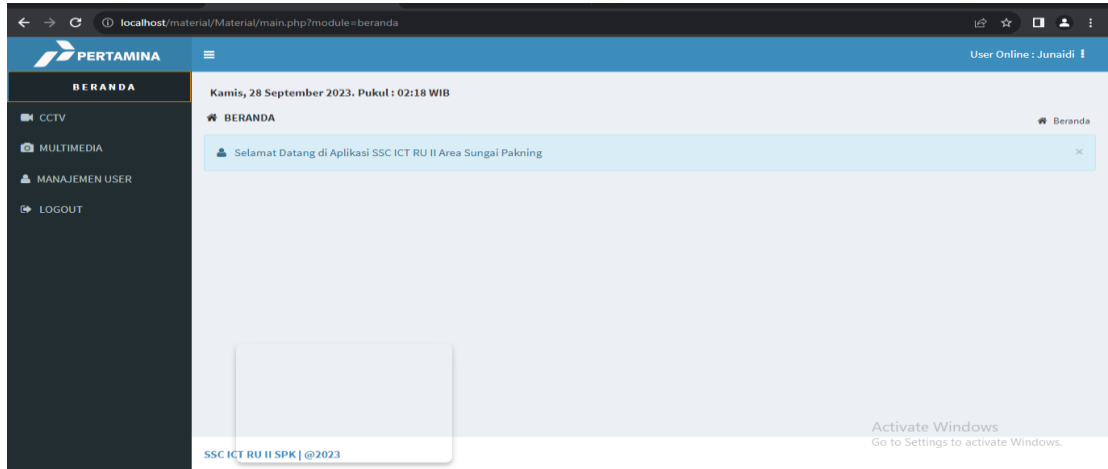 localhost/material/Material/main.php?module=beranda
PERTAMINA
User Online : Junaidi
BERANDA
CCTV
MULTIMEDIA
MANAJEMEN USER
LOGOUT
Kamis, 28 September 2023. Pukul : 02:18 WIB
BERANDA
Beranda
Selamat Datang di Aplikasi SSC ICT RU II Area Sungai Pakning
×
Activate Windows
Go to Settings to activate Windows.
SSC ICT RU II SPK | @2023